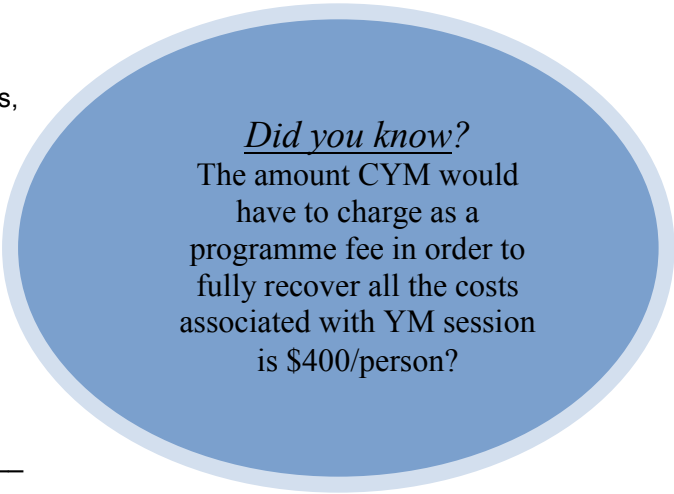 s,
Did you know?
The amount CYM would
have to charge as a
programme fee in order to
fully recover all the costs
associated with YM session
is $400/person?